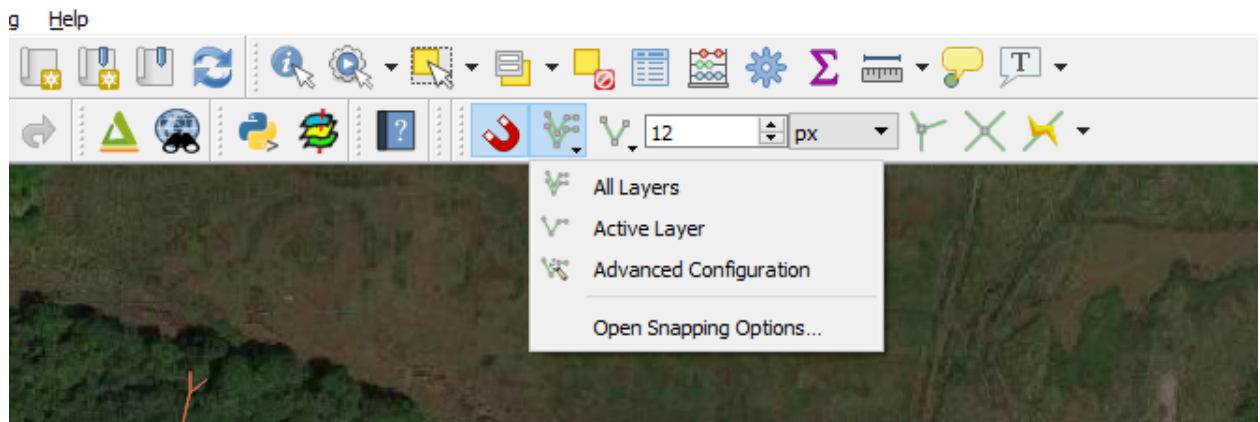 g Help
T
?
12 px
All Layers
Active Layer
Advanced Configuration
Open Snapping Options...